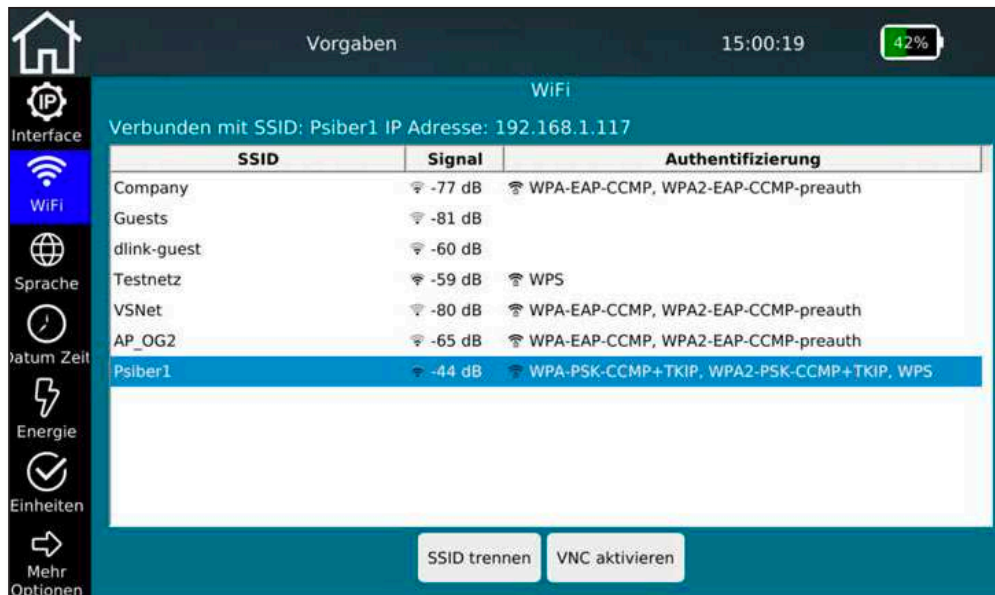 Vorgaben 15:00:19 42%
IP
Interface
WiFi
Sprache
Datum Zeit
Energie
Einheiten
Mehr
Optionen
WiFi
Verbunden mit SSID: Psiber1 IP Adresse: 192.168.1.117
SSID Signal Authentifizierung
Company -77 dB WPA-EAP-CCMP, WPA2-EAP-CCMP-preauth
Guests -81 dB
dlink-guest -60 dB
Testnetz -59 dB WPS
VSNet -80 dB WPA-EAP-CCMP, WPA2-EAP-CCMP-preauth
AP_OG2 -65 dB WPA-EAP-CCMP, WPA2-EAP-CCMP-preauth
Psiber1 -44 dB WPA-PSK-CCMP+TKIP, WPA2-PSK-CCMP+TKIP, WPS
SSID trennen VNC aktivieren